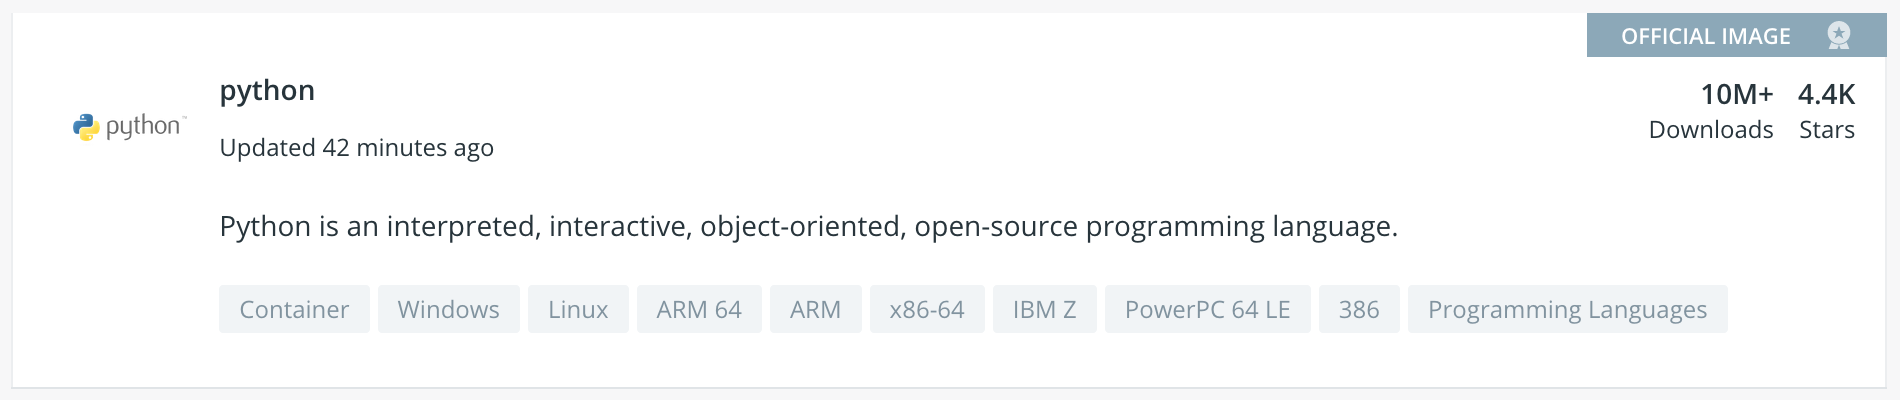 OFFICIAL IMAGE
python
10M+ 4.4K
python™
Downloads Stars
Updated 42 minutes ago
Python is an interpreted, interactive, object-oriented, open-source programming language.
Container Windows Linux ARM 64 ARM x86-64 IBM Z PowerPC 64 LE 386 Programming Languages